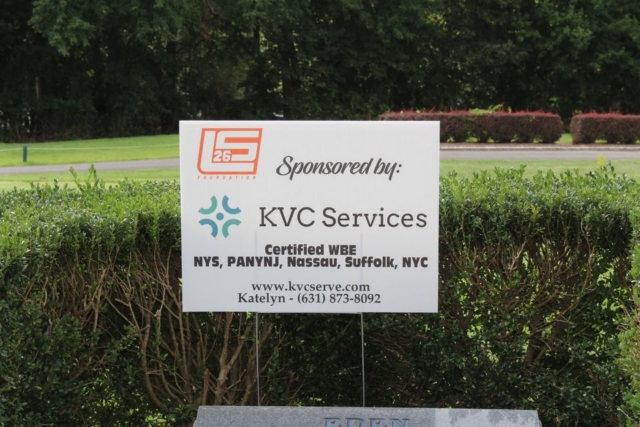 LS
26
FOUNDATION
Sponsored by:
KVC Services
Certified WBE
NYS, PANYNJ, Nassau, Suffolk, NYC
www.kvcserve.com
Katelyn - (631) 873-8092
EDEN